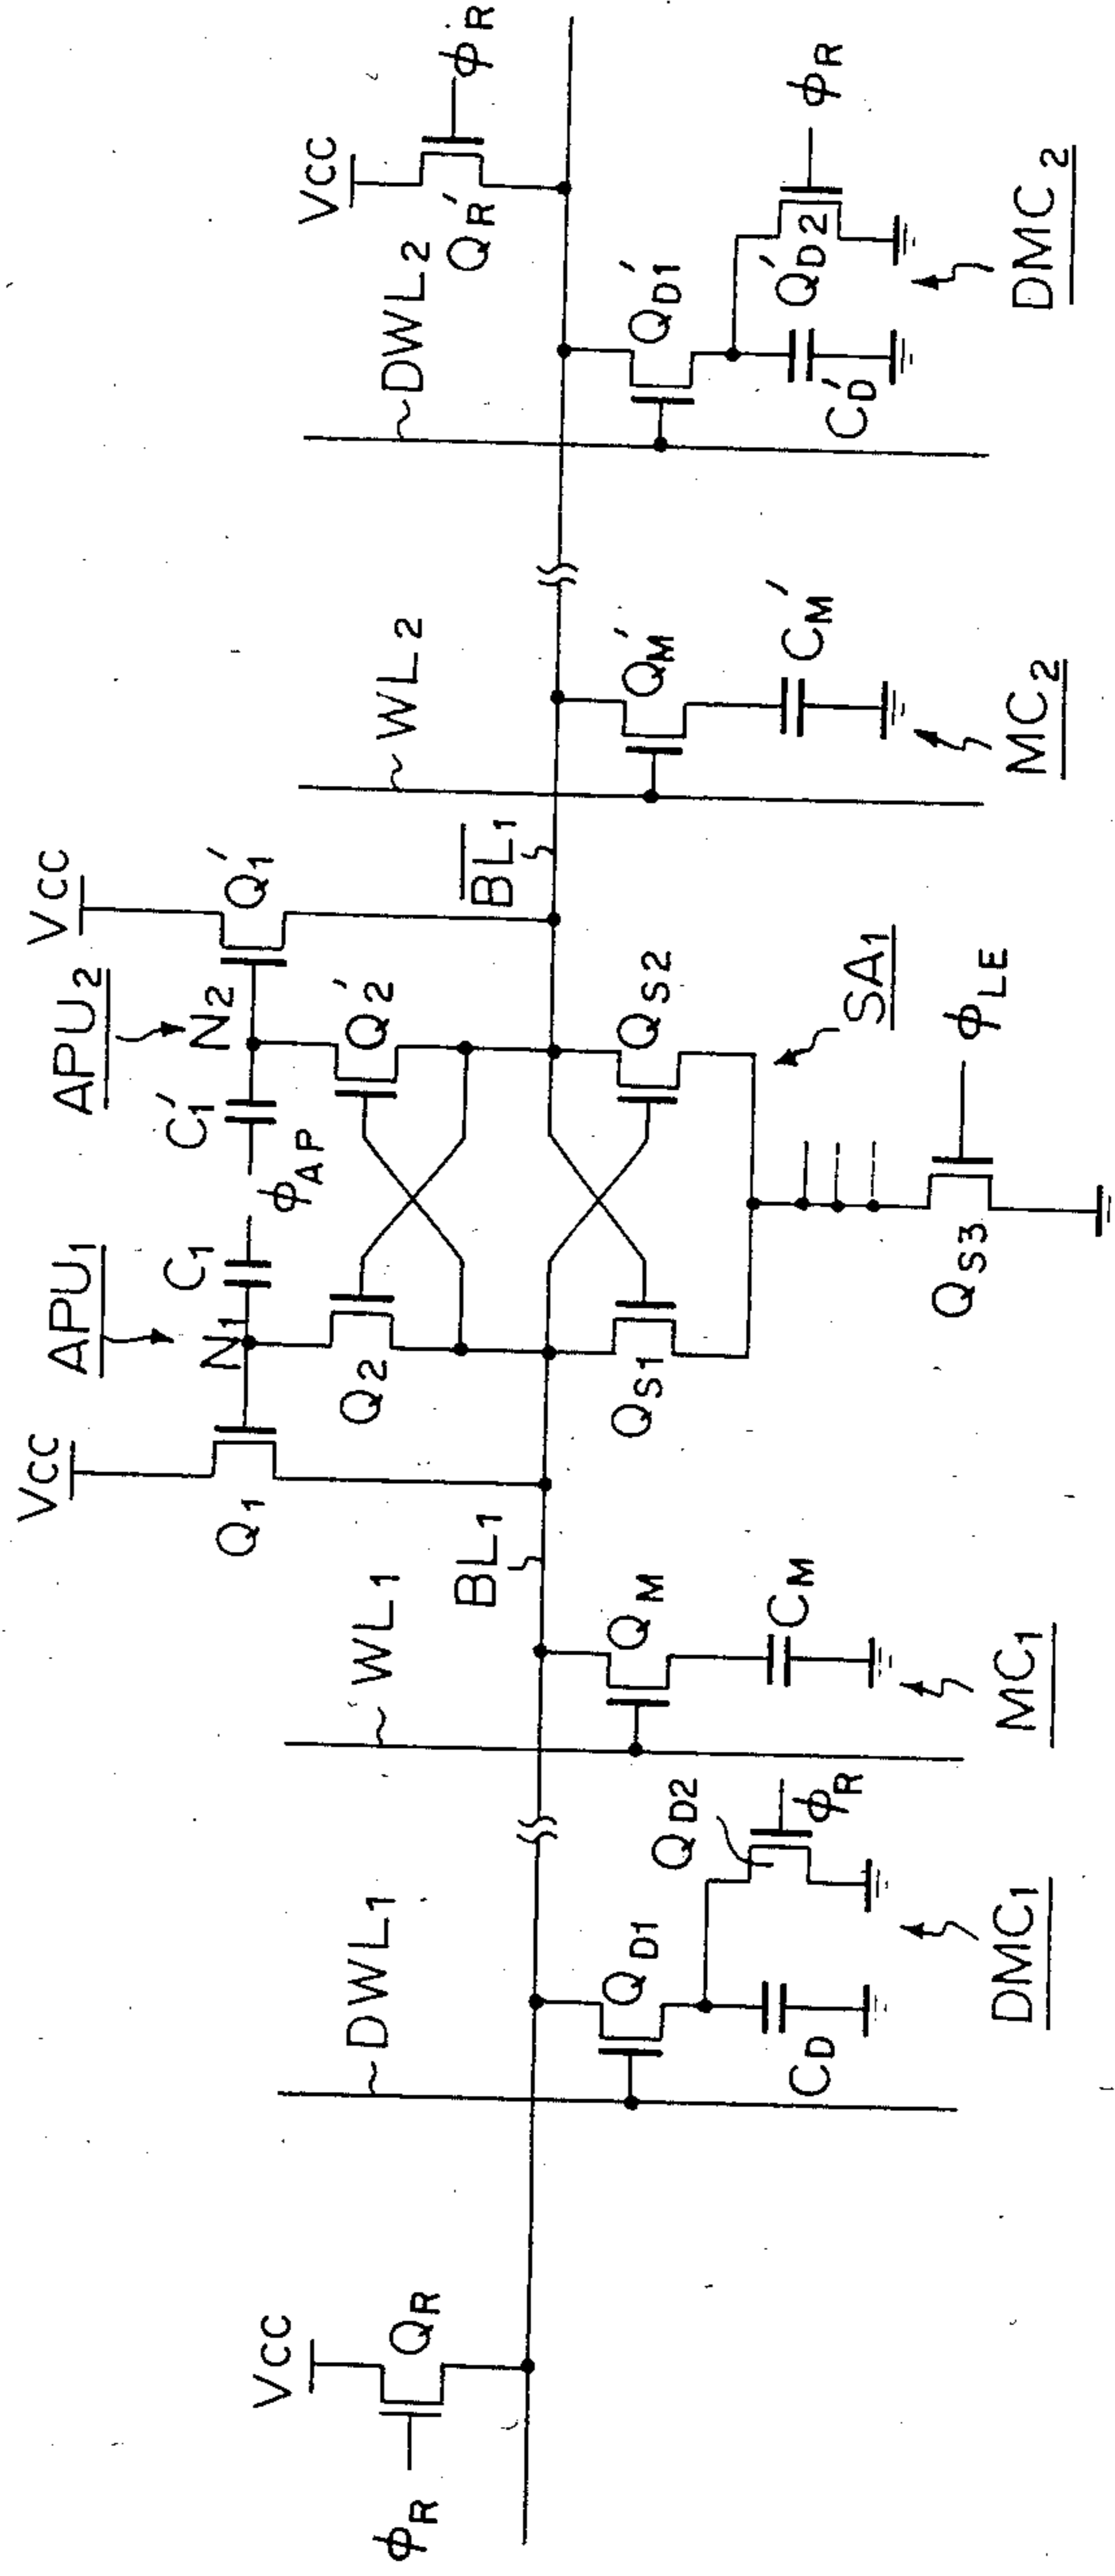 VCC
VCC
APU1
APU2
Q1
N1
C1
φAP
C1'
N2
Q1'
VCC
VCC
φR
QR
DWL1
WL1
BL1
Q2
Q2'
BL1
WL2
DWL2
QR'
φR
QD1
QD2
QM
QS1
QS2
QM'
QD1'
CD
φR
CM
SA1
CM'
CD'
QD2'
φR
QS3
φLE
DMC1
MC1
MC2
DMC2